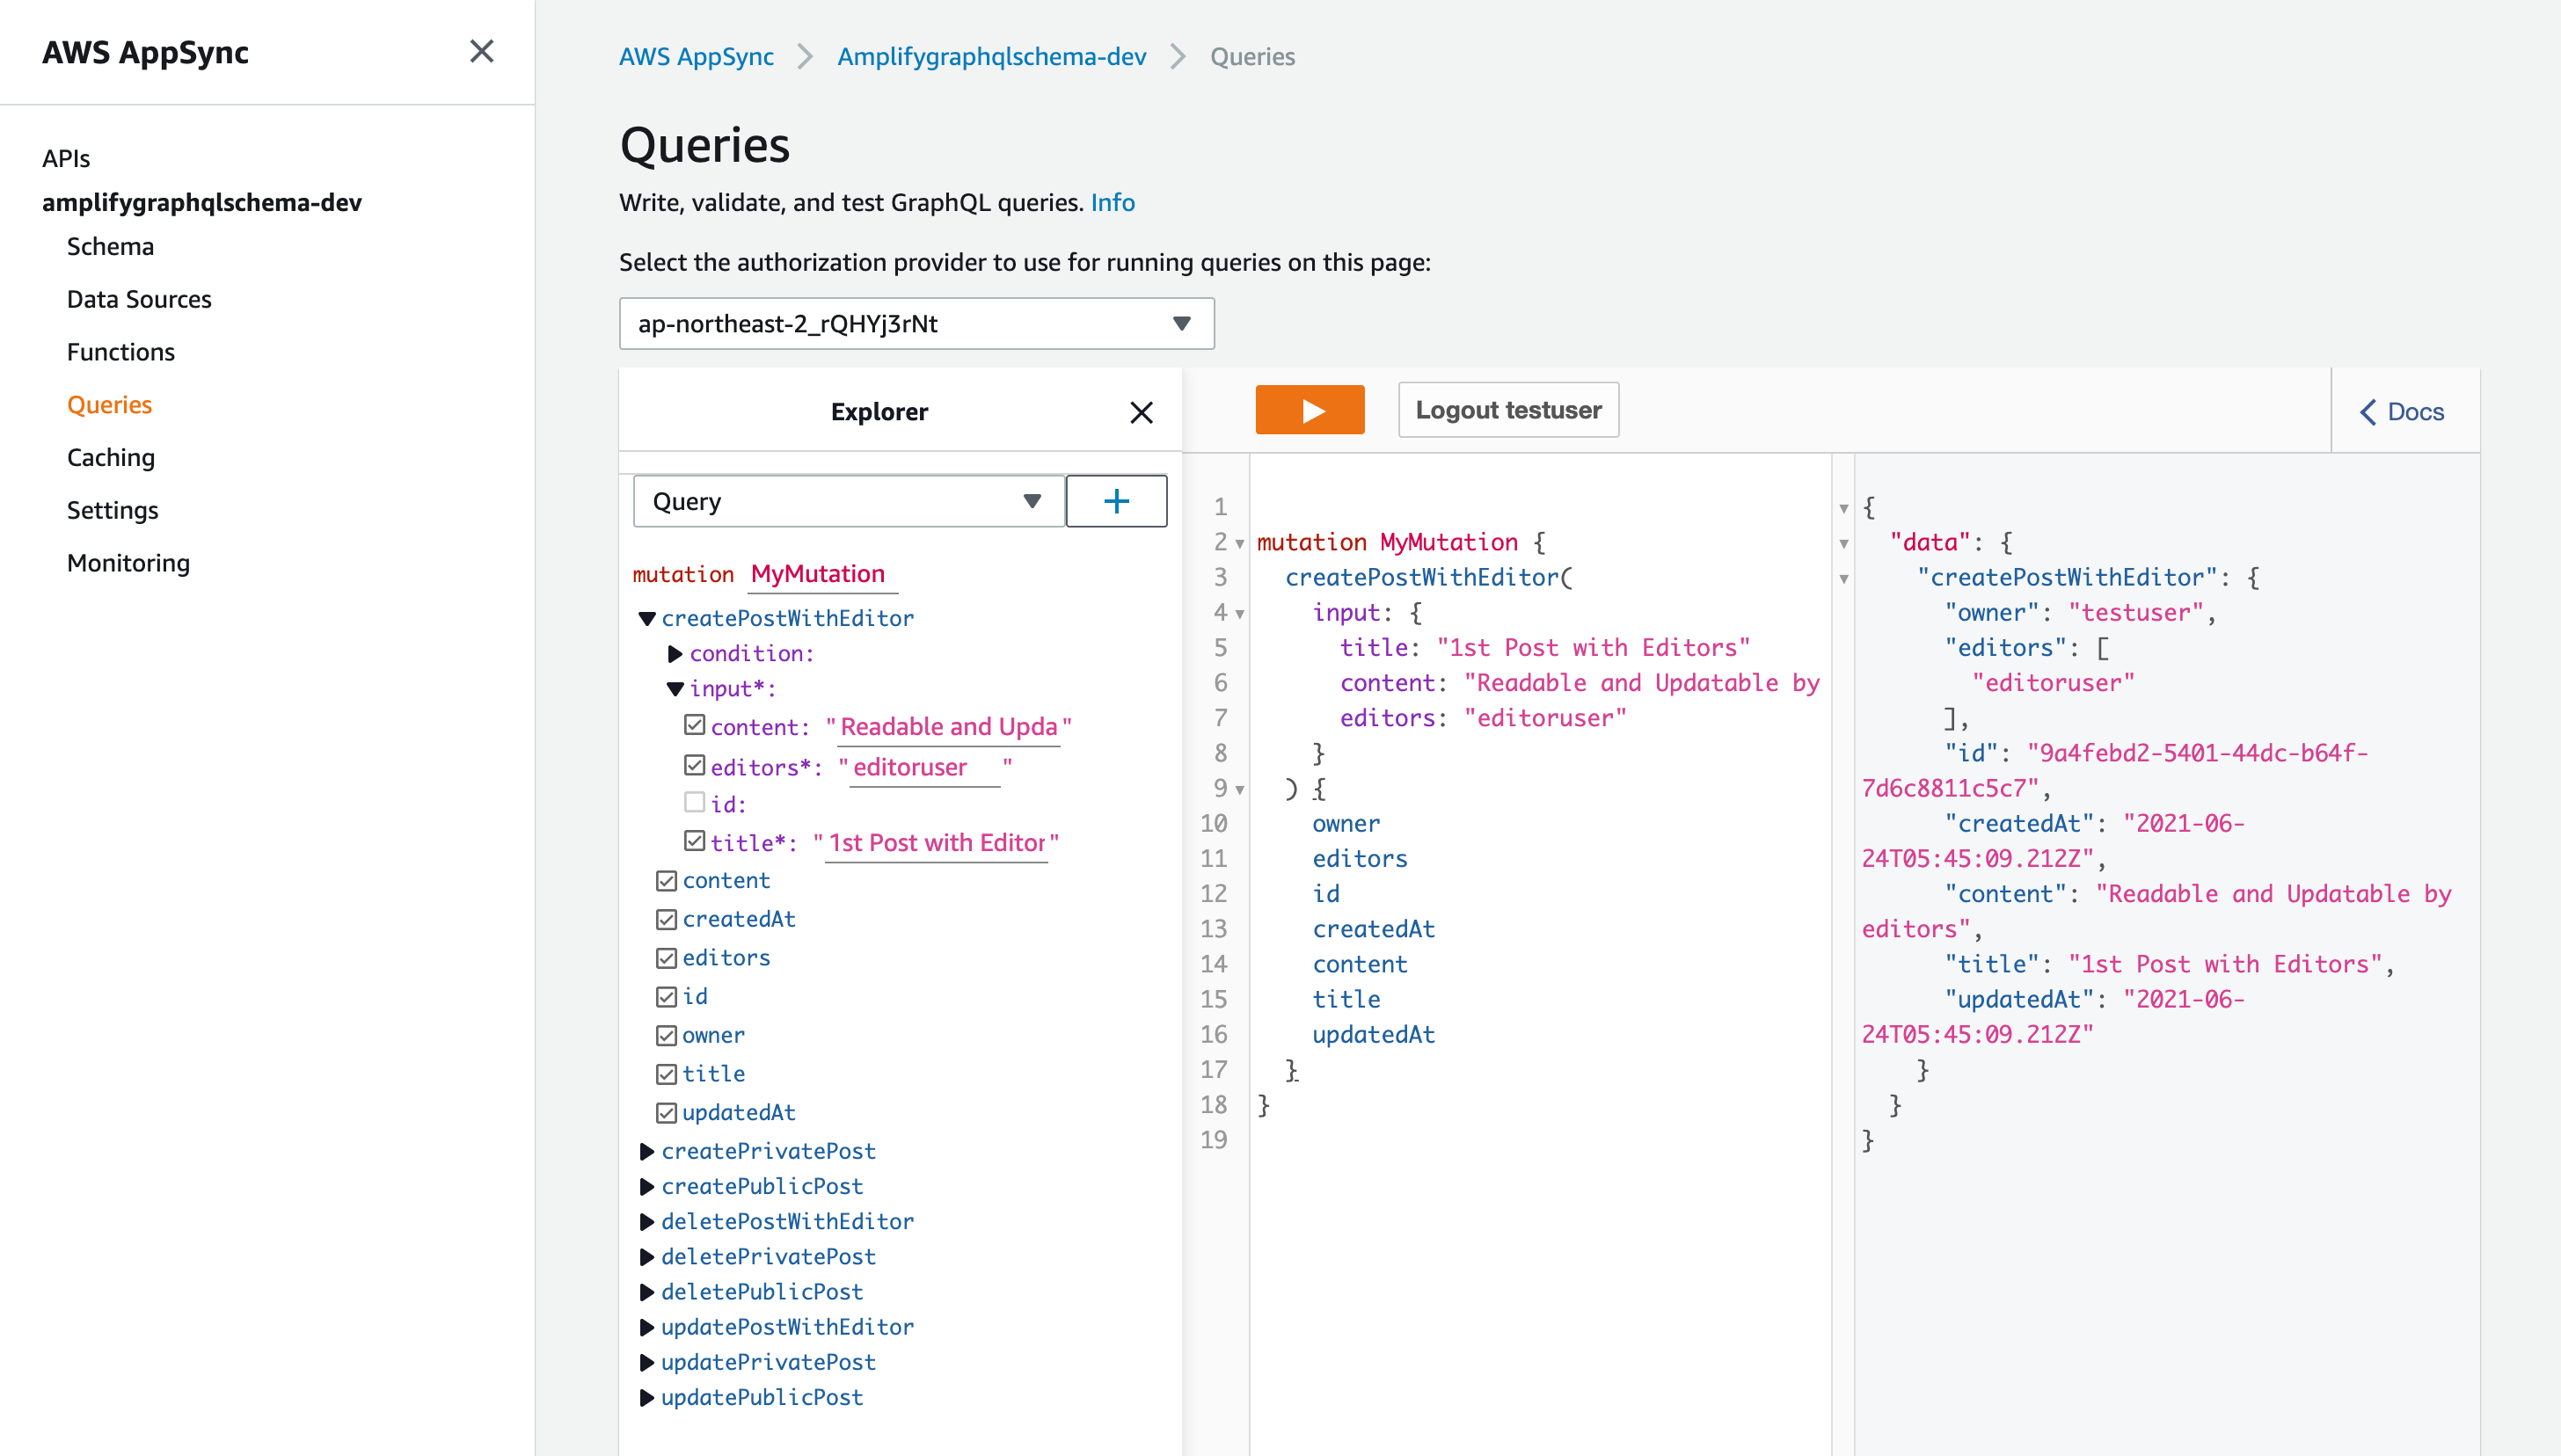 AWS AppSync
APIs
amplifygraphqlschema-dev
Schema
Data Sources
Functions
Queries
Caching
Settings
Monitoring
AWS AppSync > Amplifygraphqlschema-dev > Queries
Queries
Write, validate, and test GraphQL queries. Info
Select the authorization provider to use for running queries on this page:
ap-northeast-2_rQHYj3rNt
Explorer
Query
+
mutation MyMutation
createPostWithEditor
condition:
input*:
content: "Readable and Upda"
editors*: "editoruser"
id:
title*: "1st Post with Editor"
content
createdAt
editors
id
owner
title
updatedAt
createPrivatePost
createPublicPost
deletePostWithEditor
deletePrivatePost
deletePublicPost
updatePostWithEditor
updatePrivatePost
updatePublicPost
Logout testuser
Docs
1
2 mutation MyMutation {
3 createPostWithEditor(
4 input: {
5 title: "1st Post with Editors"
6 content: "Readable and Updatable by
7 editors: "editoruser"
8 }
9 ) {
10 owner
11 editors
12 id
13 createdAt
14 content
15 title
16 updatedAt
17 }
18 }
19
{
"data": {
"createPostWithEditor": {
"owner": "testuser",
"editors": [
"editoruser"
],
"id": "9a4febd2-5401-44dc-b64f-
7d6c8811c5c7",
"createdAt": "2021-06-
24T05:45:09.212Z",
"content": "Readable and Updatable by
editors",
"title": "1st Post with Editors",
"updatedAt": "2021-06-
24T05:45:09.212Z"
}
}
}